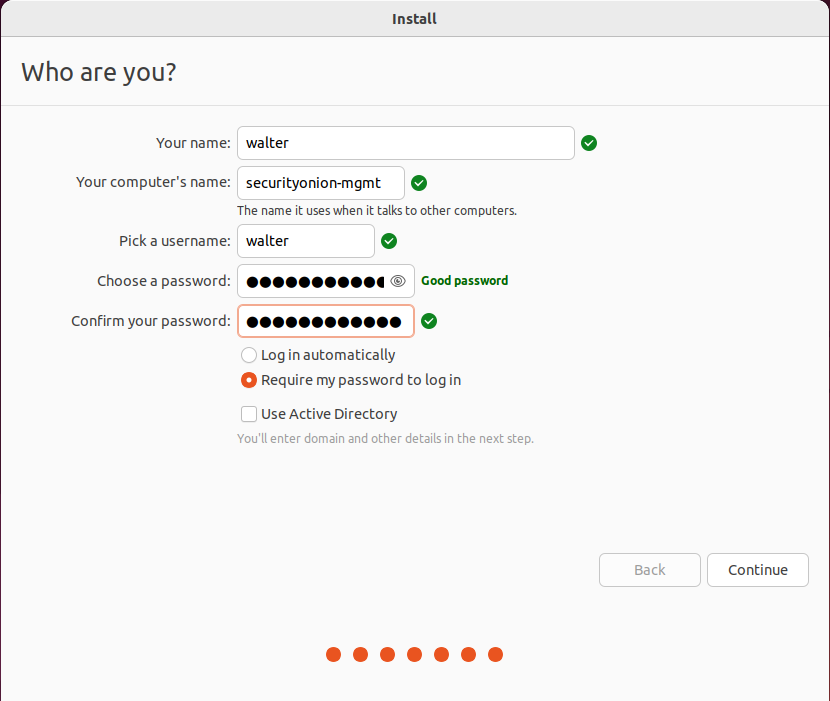 Install
Who are you?
Your name: walter
Your computer's name: securityonion-mgmt
The name it uses when it talks to other computers.
Pick a username: walter
Choose a password: ●●●●●●●●●●● Good password
Confirm your password: ●●●●●●●●●●●●
Log in automatically
Require my password to log in
Use Active Directory
You'll enter domain and other details in the next step.
Back Continue